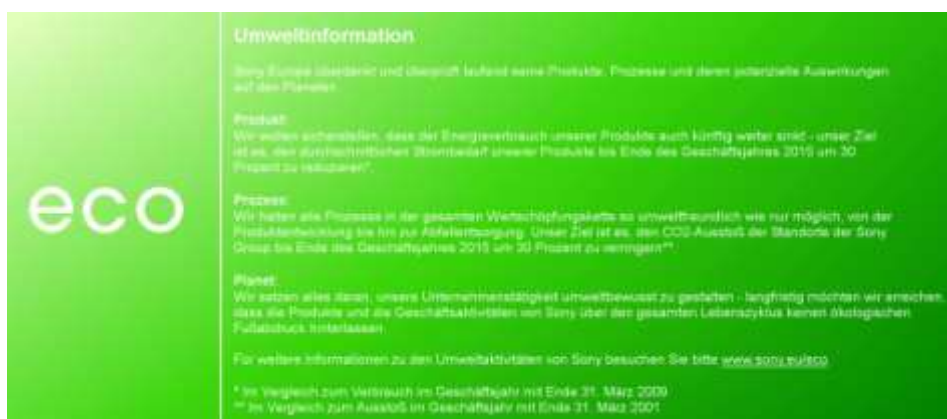 eco
Umweltinformation
Sony Europe überdenkt und überprüft laufend seine Produkte, Prozesse und deren potenzielle Auswirkungen
auf den Planeten.
Produkt:
Wir wollen sicherstellen, dass der Energieverbrauch unserer Produkte auch künftig weiter sinkt - unser Ziel
ist es, den durchschnittlichen Strombedarf unserer Produkte bis Ende des Geschäftsjahres 2015 um 30
Prozent zu reduzieren*.
Prozess:
Wir halten alle Prozesse in der gesamten Wertschöpfungskette so umweltfreundlich wie nur möglich, von der
Produktentwicklung bis hin zur Abfallentsorgung. Unser Ziel ist es, den CO2-Ausstoß der Standorte der Sony
Group bis Ende des Geschäftsjahres 2015 um 30 Prozent zu verringern**.
Planet:
Wir setzen alles daran, unsere Unternehmenstätigkeit umweltbewusst zu gestalten - langfristig möchten wir erreichen,
dass die Produkte und die Geschäftsaktivitäten von Sony über den gesamten Lebenszyklus keinen ökologischen
Fußabdruck hinterlassen.
Für weitere Informationen zu den Umweltaktivitäten von Sony besuchen Sie bitte www.sony.eu/eco
* Im Vergleich zum Verbrauch im Geschäftsjahr mit Ende 31. März 2009
** Im Vergleich zum Ausstoß im Geschäftsjahr mit Ende 31. März 2001